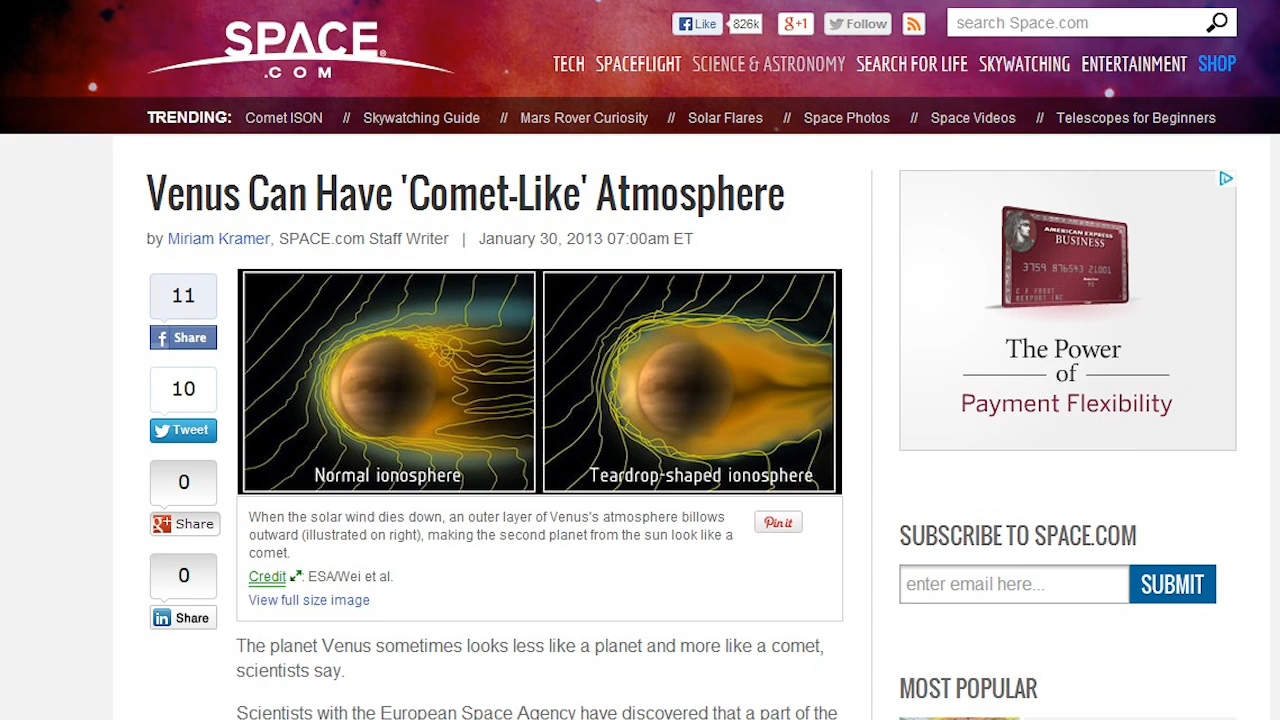 SPACE
.COM
Like
826k
g+1
Follow
search Space.com
TECH SPACEFLIGHT SCIENCE & ASTRONOMY SEARCH FOR LIFE SKYWATCHING ENTERTAINMENT SHOP
TRENDING: Comet ISON // Skywatching Guide // Mars Rover Curiosity // Solar Flares // Space Photos // Space Videos // Telescopes for Beginners
Venus Can Have 'Comet-Like' Atmosphere
by Miriam Kramer, SPACE.com Staff Writer | January 30, 2013 07:00am ET
11
Share
10
Tweet
0
Share
0
Share
Normal ionosphere
Teardrop-shaped ionosphere
When the solar wind dies down, an outer layer of Venus's atmosphere billows
outward (illustrated on right), making the second planet from the sun look like a
comet.
Pin it
Credit : ESA/Wei et al.
View full size image
The planet Venus sometimes looks less like a planet and more like a comet,
scientists say.
Scientists with the European Space Agency have discovered that a part of the
AMERICAN EXPRESS
BUSINESS
3759 876543 21001
C F FROST
The Power
of
Payment Flexibility
SUBSCRIBE TO SPACE.COM
enter email here...
SUBMIT
MOST POPULAR